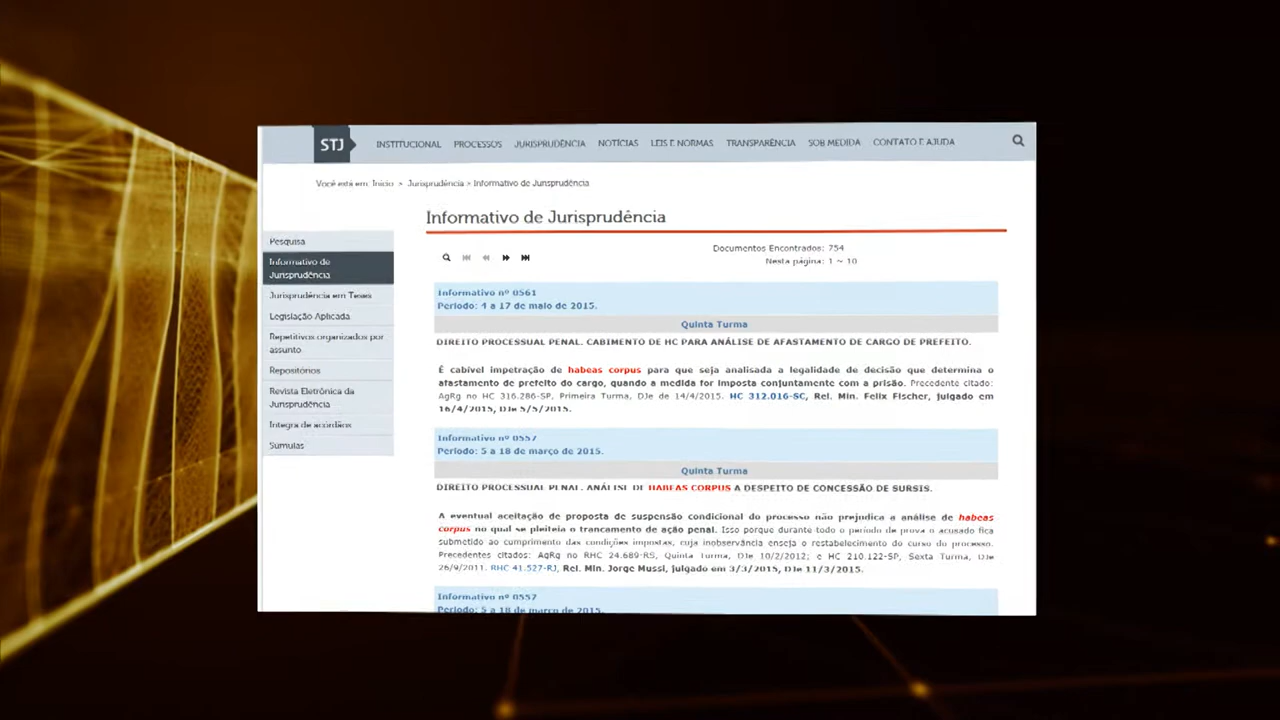 STJ
INSTITUCIONAL PROCESSOS JURISPRUDÊNCIA NOTÍCIAS LEIS E NORMAS TRANSPARÊNCIA SOB MEDIDA CONTATO E AJUDA
Você está em: Início > Jurisprudência > Informativo de Jurisprudência
Informativo de Jurisprudência
Pesquisa
Informativo de
Jurisprudência
Jurisprudência em Teses
Legislação Aplicada
Repetitivos organizados por
assunto
Repositórios
Revista Eletrônica da
Jurisprudência
Íntegra de acórdãos
Súmulas
Documentos Encontrados: 754
Nesta página: 1 ~ 10
Informativo nº 0561
Período: 4 a 17 de maio de 2015.
Quinta Turma
DIREITO PROCESSUAL PENAL. CABIMENTO DE HC PARA ANÁLISE DE AFASTAMENTO DE CARGO DE PREFEITO.
É cabível impetração de habeas corpus para que seja analisada a legalidade de decisão que determina o
afastamento de prefeito do cargo, quando a medida for imposta conjuntamente com a prisão. Precedente citado:
AgRg no HC 316.286-SP, Primeira Turma, DJe de 14/4/2015. HC 312.016-SC, Rel. Min. Felix Fischer, julgado em
16/4/2015, DJe 5/5/2015.
Informativo nº 0557
Período: 5 a 18 de março de 2015.
Quinta Turma
DIREITO PROCESSUAL PENAL. ANÁLISE DE HABEAS CORPUS A DESPEITO DE CONCESSÃO DE SURSIS.
A eventual aceitação de proposta de suspensão condicional do processo não prejudica a análise de habeas
corpus no qual se pleiteia o trancamento de ação penal. Isso porque durante todo o período de prova o acusado fica
submetido ao cumprimento das condições impostas, cuja inobservância enseja o restabelecimento do curso do processo.
Precedentes citados: AgRg no RHC 24.689-RS, Quinta Turma, DJe 10/2/2012; e HC 210.122-SP, Sexta Turma, DJe
26/9/2011. RHC 41.527-RJ, Rel. Min. Jorge Mussi, julgado em 3/3/2015, DJe 11/3/2015.
Informativo nº 0557
Período: 5 a 18 de março de 2015.